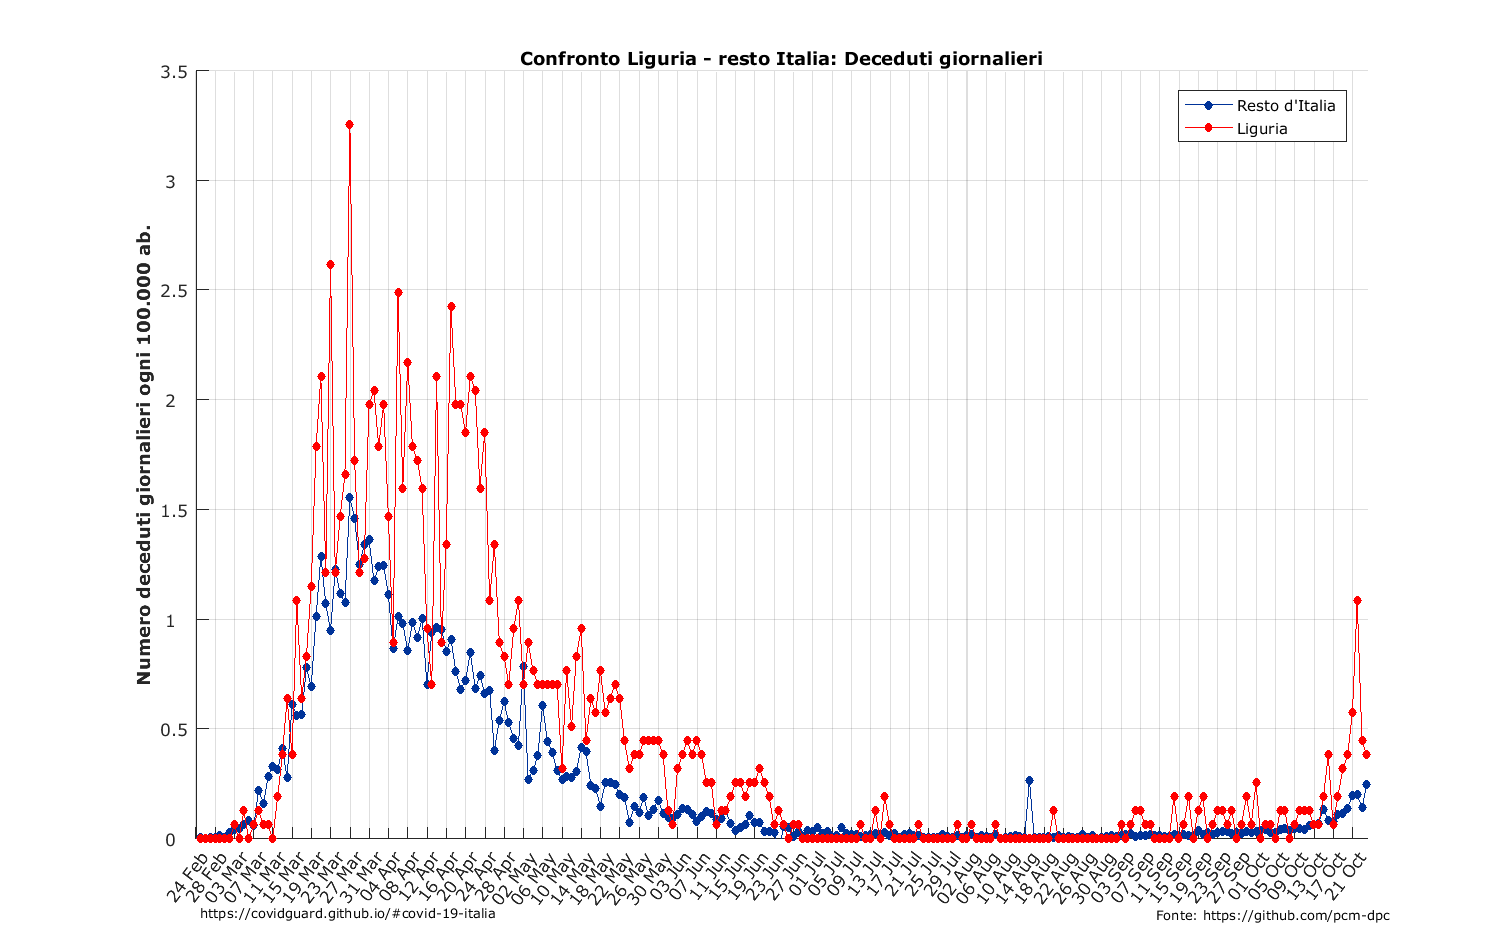 Confronto Liguria - resto Italia: Deceduti giornalieri
Numero deceduti giornalieri ogni 100.000 ab.
3.5
3
2.5
2
1.5
1
0.5
0
Resto d'Italia
Liguria
24 Feb
28 Feb
03 Mar
07 Mar
11 Mar
15 Mar
19 Mar
23 Mar
27 Mar
31 Mar
04 Apr
08 Apr
12 Apr
16 Apr
20 Apr
24 Apr
28 Apr
02 May
06 May
10 May
14 May
18 May
22 May
26 May
30 May
03 Jun
07 Jun
11 Jun
15 Jun
19 Jun
23 Jun
27 Jun
01 Jul
05 Jul
09 Jul
13 Jul
17 Jul
21 Jul
25 Jul
29 Jul
02 Aug
06 Aug
10 Aug
14 Aug
18 Aug
22 Aug
26 Aug
30 Aug
03 Sep
07 Sep
11 Sep
15 Sep
19 Sep
23 Sep
27 Sep
01 Oct
05 Oct
09 Oct
13 Oct
17 Oct
21 Oct
https://covidguard.github.io/#covid-19-italia
Fonte: https://github.com/pcm-dpc